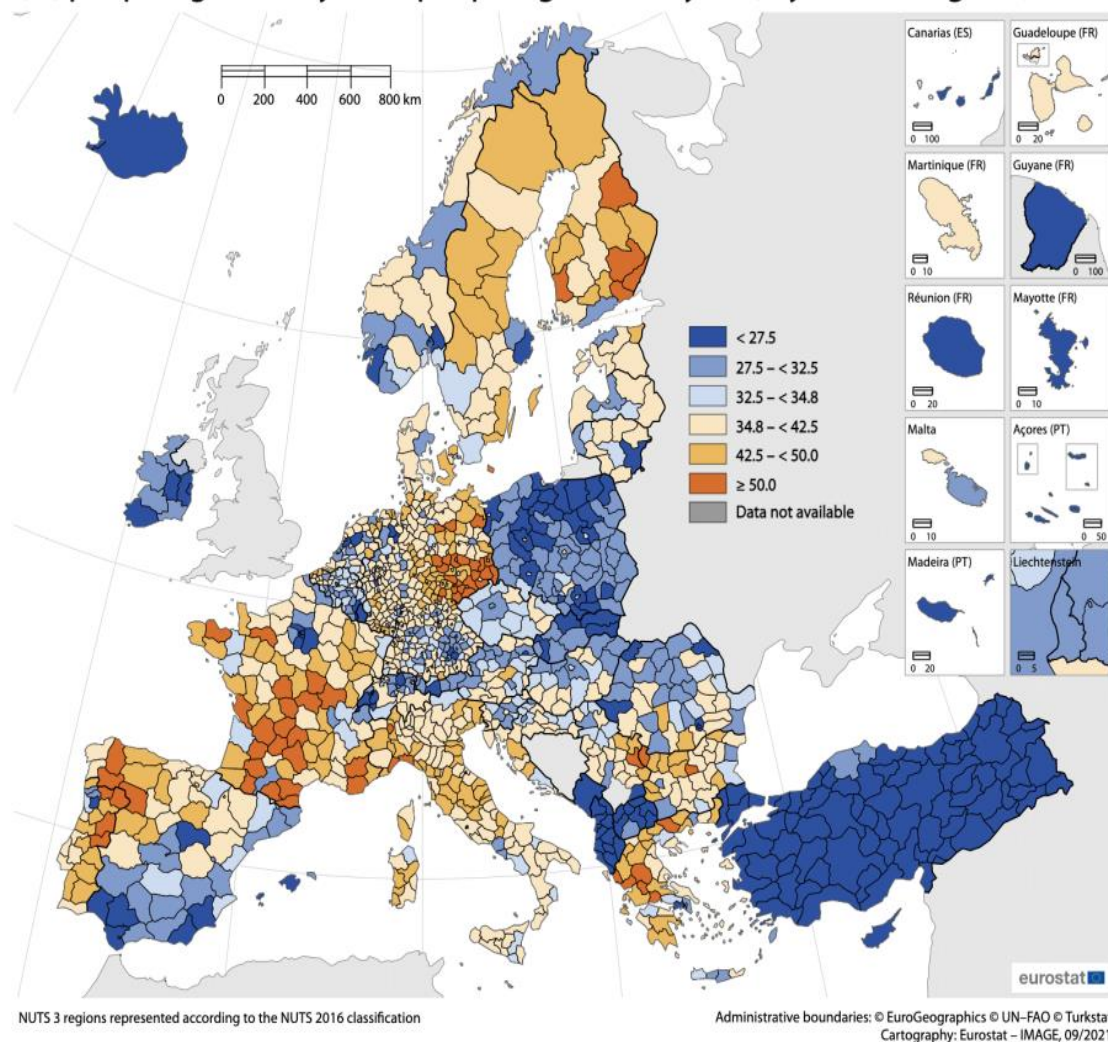 0
200
400
600
800 km
Canarias (ES)
0 100
Guadeloupe (FR)
0 20
Martinique (FR)
0 10
Guyane (FR)
0 100
Réunion (FR)
0 20
Mayotte (FR)
0 10
Malta
0 10
Açores (PT)
0 50
Madeira (PT)
0 20
Liechtenstein
0 5
< 27.5
27.5 – < 32.5
32.5 – < 34.8
34.8 – < 42.5
42.5 – < 50.0
≥ 50.0
Data not available
eurostat
NUTS 3 regions represented according to the NUTS 2016 classification
Administrative boundaries: © EuroGeographics © UN–FAO © Turkstat
Cartography: Eurostat – IMAGE, 09/2021